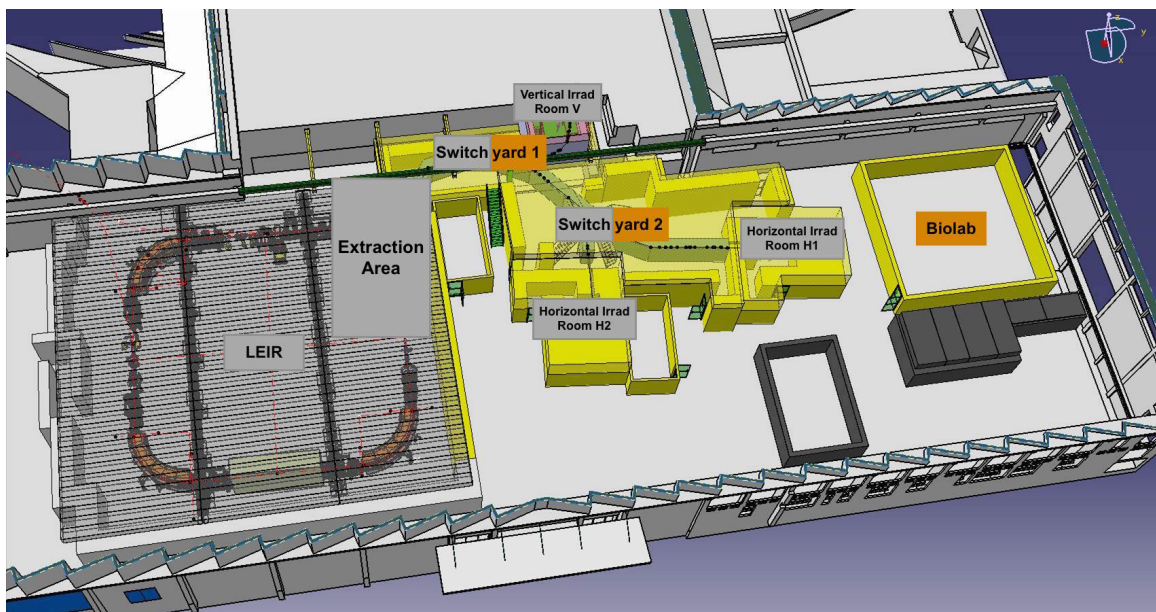 Vertical Irrad
Room V
Switch yard 1
Extraction
Area
Switch yard 2
Horizontal Irrad
Room H1
Biolab
Horizontal Irrad
Room H2
LEIR
z
y
x